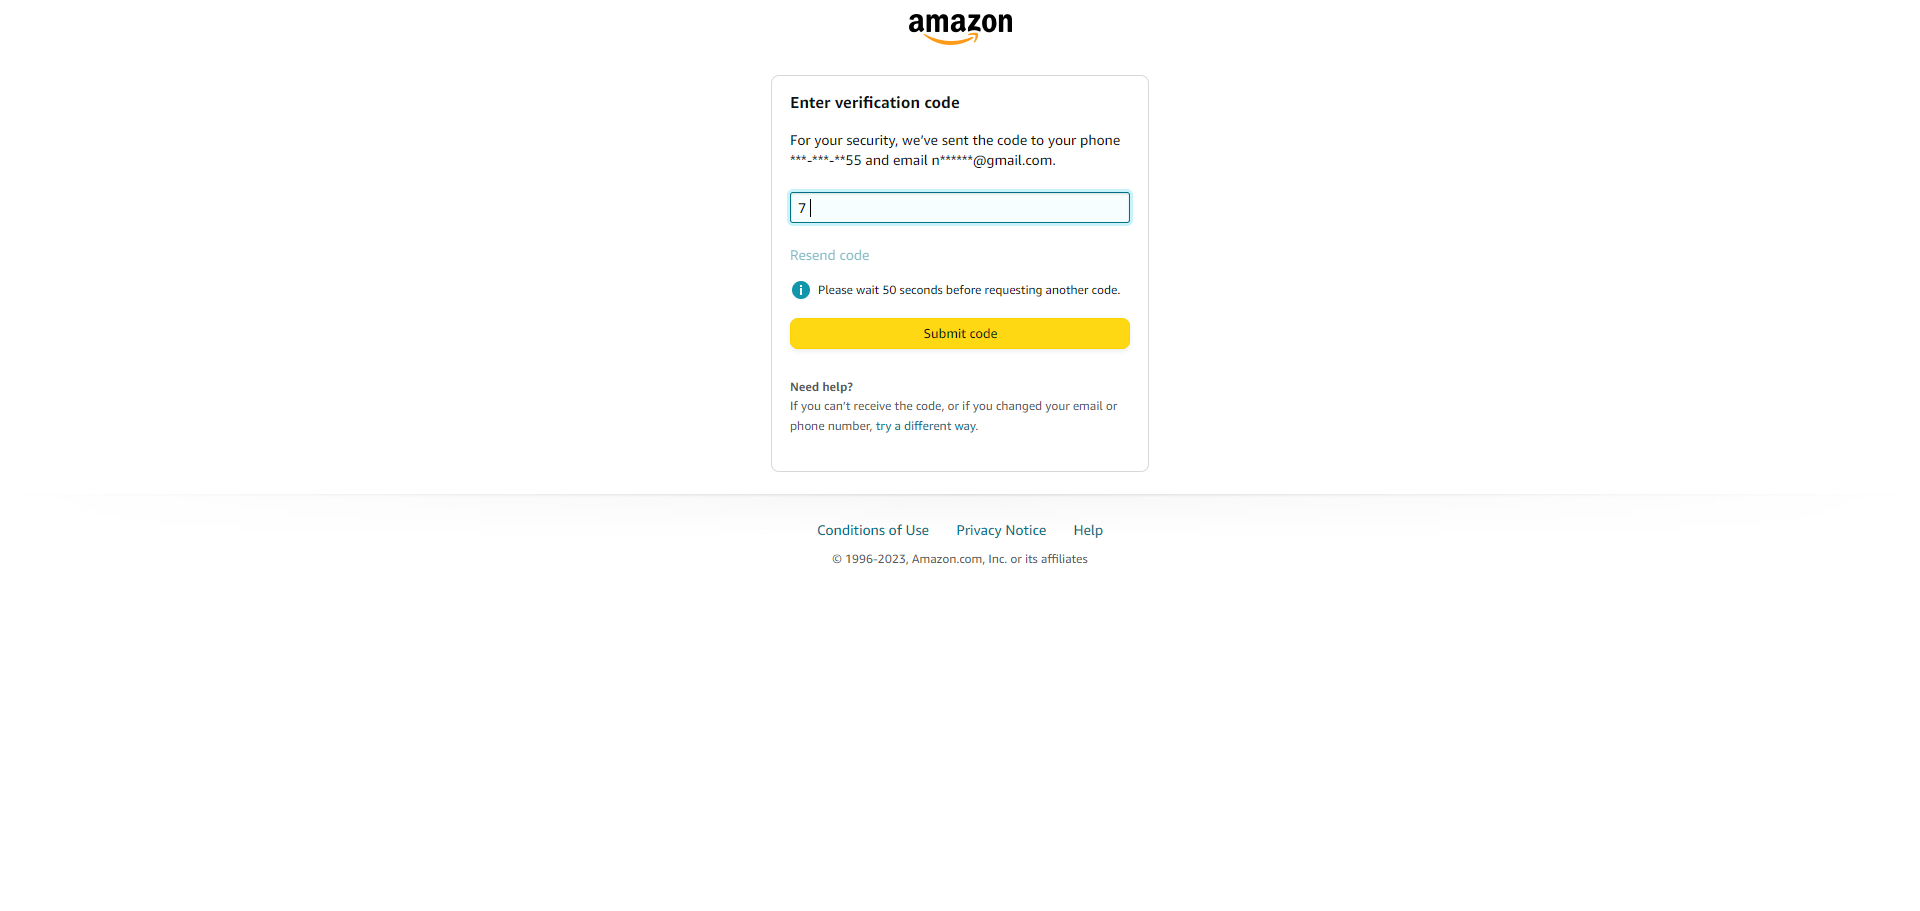 amazon
Enter verification code
For your security, we've sent the code to your phone
***-***-**55 and email n******@gmail.com.
7
Resend code
i Please wait 50 seconds before requesting another code.
Submit code
Need help?
If you can't receive the code, or if you changed your email or
phone number, try a different way.
Conditions of Use Privacy Notice Help
© 1996-2023, Amazon.com, Inc. or its affiliates